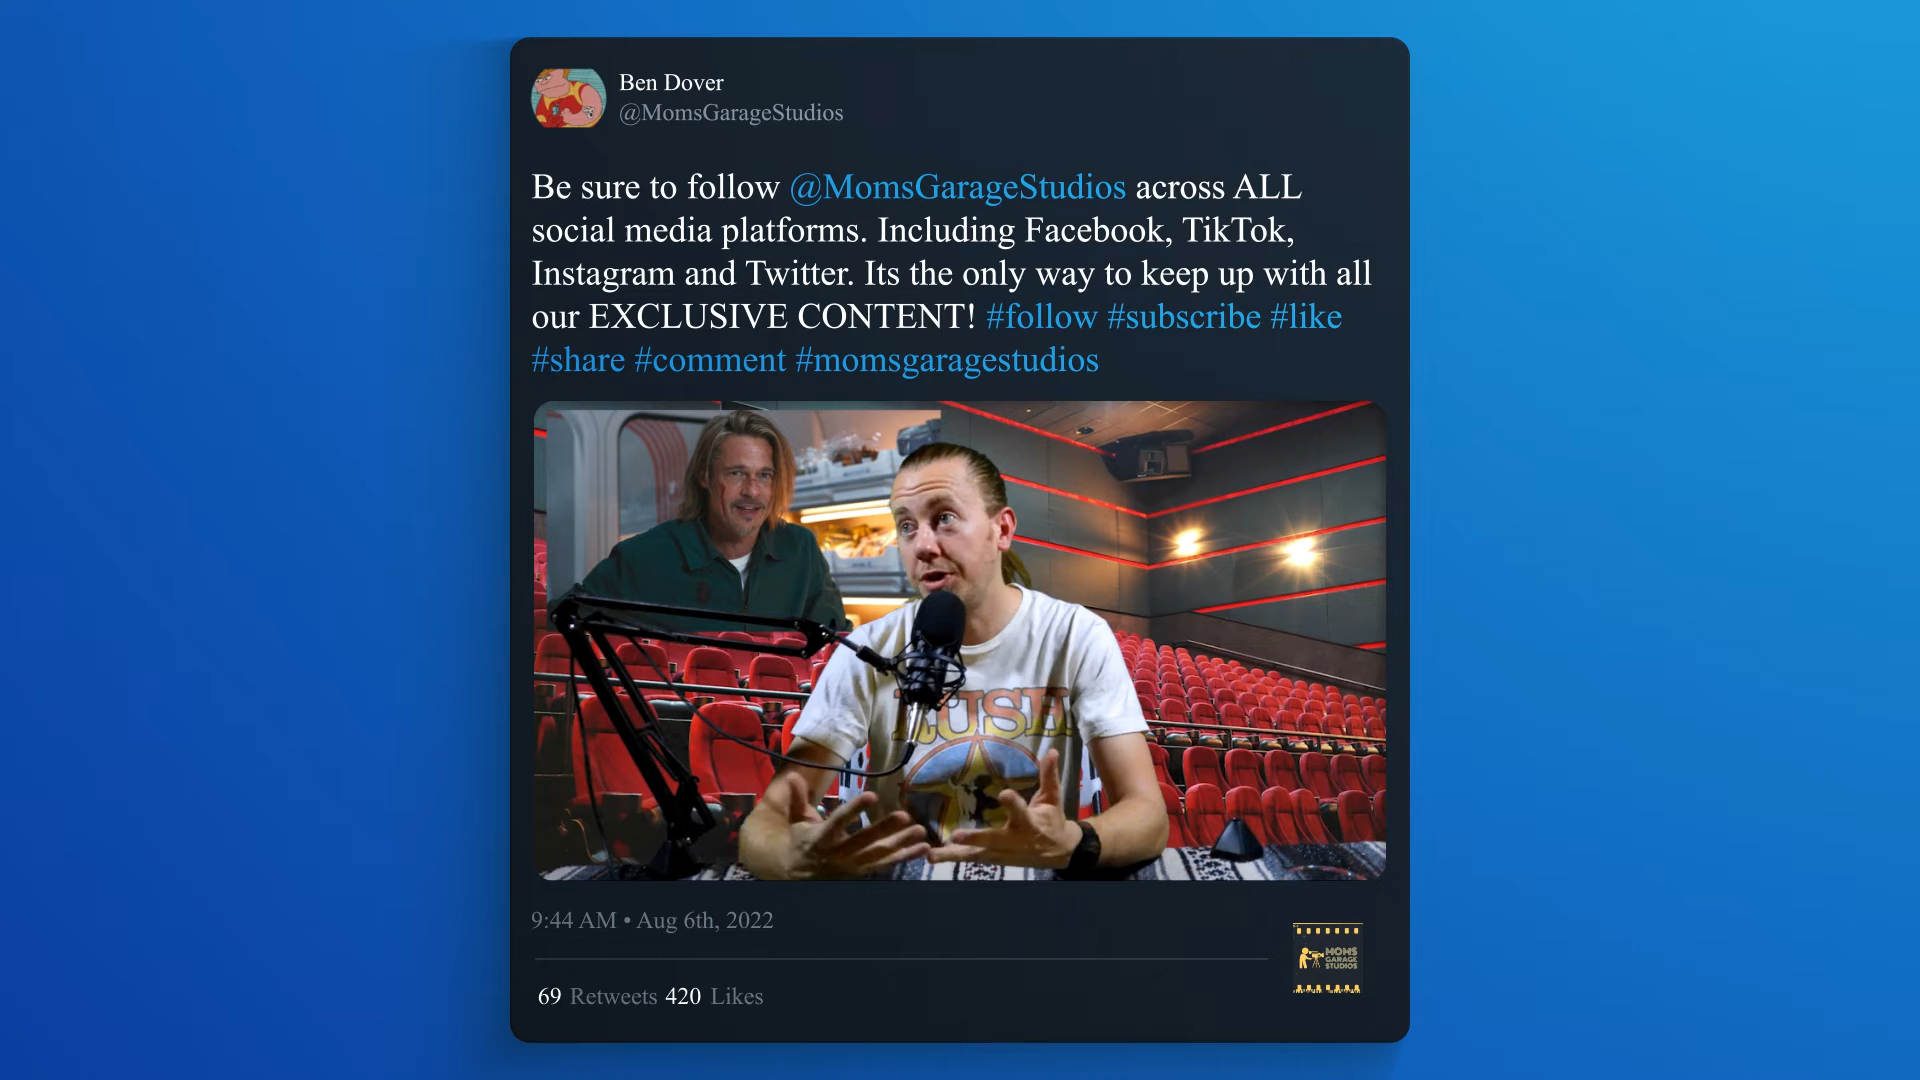 Ben Dover
@MomsGarageStudios
Be sure to follow @MomsGarageStudios across ALL
social media platforms. Including Facebook, TikTok,
Instagram and Twitter. Its the only way to keep up with all
our EXCLUSIVE CONTENT! #follow #subscribe #like
#share #comment #momsgaragestudios
RUSH
9:44 AM • Aug 6th, 2022
MOMS
GARAGE
STUDIOS
69 Retweets 420 Likes